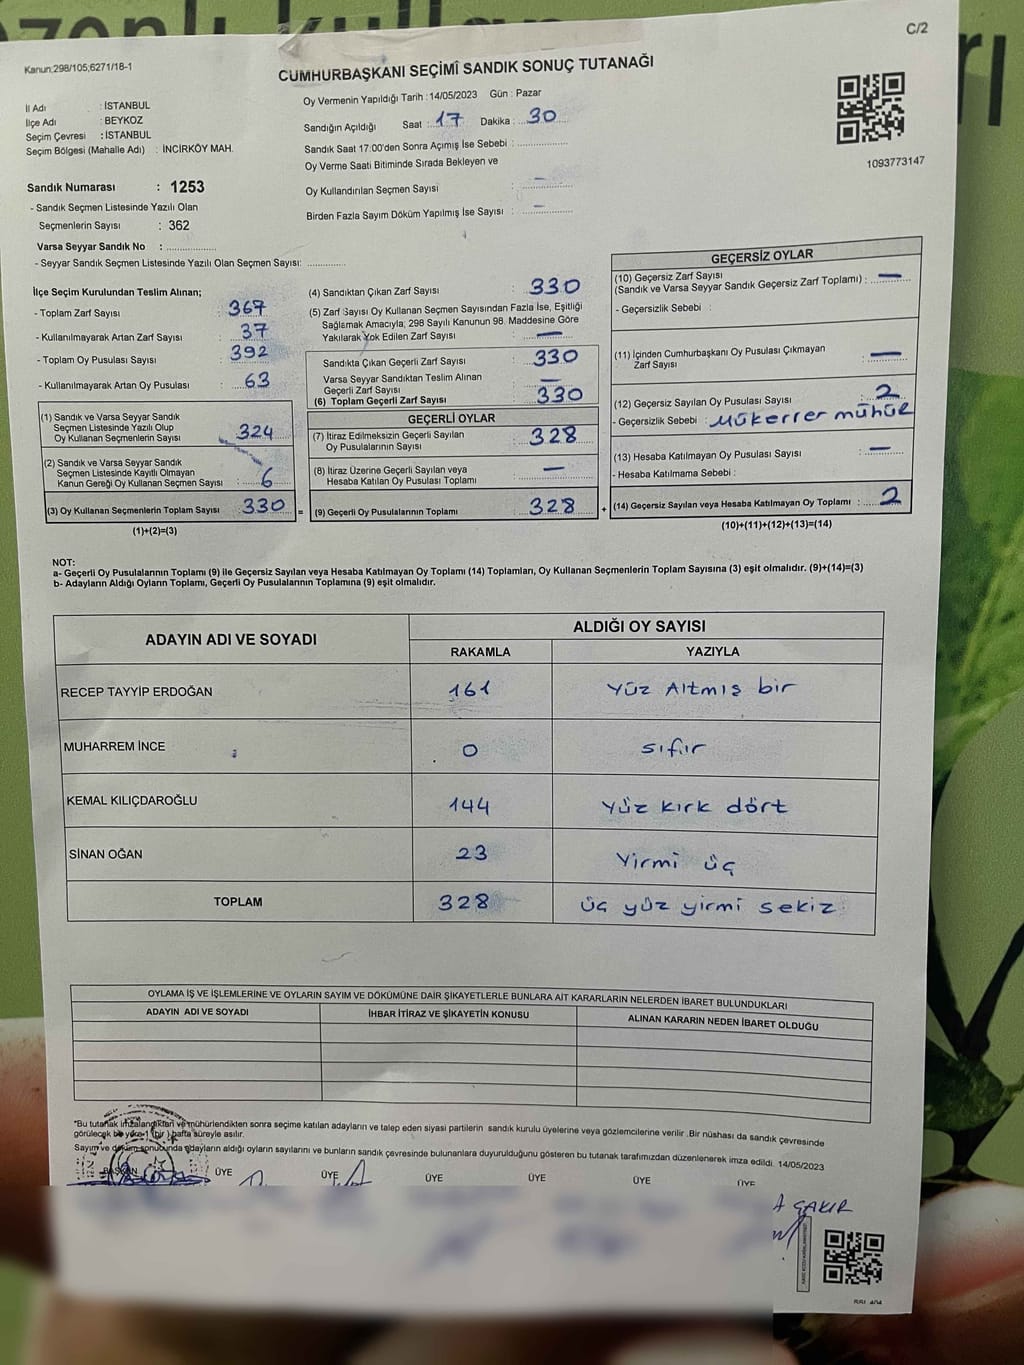 C/2
Kanun;298/105;6271/18-1
CUMHURBAŞKANI SEÇİMİ SANDIK SONUÇ TUTANAĞI
İl Adı : İSTANBUL
İlçe Adı : BEYKOZ
Seçim Çevresi : İSTANBUL
Seçim Bölgesi (Mahalle Adı) : İNCİRKÖY MAH.
Oy Vermenin Yapıldığı Tarih : 14/05/2023 Gün : Pazar
Sandığın Açıldığı Saat : 17 Dakika : 30
Sandık Saat 17:00'den Sonra Açımış İse Sebebi :
Oy Verme Saati Bitiminde Sırada Bekleyen ve
Oy Kullandırılan Seçmen Sayısı : —
Birden Fazla Sayım Döküm Yapılmış İse Sayısı : —
1093773147
Sandık Numarası : 1253
- Sandık Seçmen Listesinde Yazılı Olan
Seçmenlerin Sayısı : 362
Varsa Seyyar Sandık No :
- Seyyar Sandık Seçmen Listesinde Yazılı Olan Seçmen Sayısı:
İlçe Seçim Kurulundan Teslim Alınan;
- Toplam Zarf Sayısı : 367
- Kullanılmayarak Artan Zarf Sayısı : 37
- Toplam Oy Pusulası Sayısı : 392
- Kullanılmayarak Artan Oy Pusulası : 63
(1) Sandık ve Varsa Seyyar Sandık
Seçmen Listesinde Yazılı Olup
Oy Kullanan Seçmenlerin Sayısı : 324
(2) Sandık ve Varsa Seyyar Sandık
Seçmen Listesinde Kayıtlı Olmayan
Kanun Gereği Oy Kullanan Seçmen Sayısı : 6
(3) Oy Kullanan Seçmenlerin Toplam Sayısı : 330
(1)+(2)=(3)
(4) Sandıktan Çıkan Zarf Sayısı : 330
(5) Zarf Sayısı Oy Kullanan Seçmen Sayısından Fazla İse, Eşitliği
Sağlamak Amacıyla, 298 Sayılı Kanunun 98. Maddesine Göre
Yakılarak Yok Edilen Zarf Sayısı : —
Sandıkta Çıkan Geçerli Zarf Sayısı : 330
Varsa Seyyar Sandıktan Teslim Alınan
Geçerli Zarf Sayısı : —
(6) Toplam Geçerli Zarf Sayısı : 330
GEÇERLİ OYLAR
(7) İtiraz Edilmeksizin Geçerli Sayılan
Oy Pusulalarının Sayısı : 328
(8) İtiraz Üzerine Geçerli Sayılan veya
Hesaba Katılan Oy Pusulası Toplamı : —
= (9) Geçerli Oy Pusulalarının Toplamı : 328 +
GEÇERSİZ OYLAR
(10) Geçersiz Zarf Sayısı
(Sandık ve Varsa Seyyar Sandık Geçersiz Zarf Toplamı) : —
- Geçersizlik Sebebi :
(11) İçinden Cumhurbaşkanı Oy Pusulası Çıkmayan
Zarf Sayısı : —
(12) Geçersiz Sayılan Oy Pusulası Sayısı : 2
- Geçersizlik Sebebi : Mükerrer mühür
(13) Hesaba Katılmayan Oy Pusulası Sayısı : —
- Hesaba Katılmama Sebebi :
(14) Geçersiz Sayılan veya Hesaba Katılmayan Oy Toplamı : 2
(10)+(11)+(12)+(13)=(14)
NOT:
a- Geçerli Oy Pusulalarının Toplamı (9) ile Geçersiz Sayılan veya Hesaba Katılmayan Oy Toplamı (14) Toplamları, Oy Kullanan Seçmenlerin Toplam Sayısına (3) eşit olmalıdır. (9)+(14)=(3)
b- Adayların Aldığı Oyların Toplamı, Geçerli Oy Pusulalarının Toplamına (9) eşit olmalıdır.
ADAYIN ADI VE SOYADI
ALDIĞI OY SAYISI
RAKAMLA YAZIYLA
RECEP TAYYİP ERDOĞAN 161 Yüz Altmış bir
MUHARREM İNCE 0 sıfır
KEMAL KILIÇDAROĞLU 144 Yüz kırk dört
SİNAN OĞAN 23 Yirmi üç
TOPLAM 328 üç yüz yirmi sekiz
OYLAMA İŞ VE İŞLEMLERİNE VE OYLARIN SAYIM VE DÖKÜMÜNE DAİR ŞİKAYETLERLE BUNLARA AİT KARARLARIN NELERDEN İBARET BULUNDUKLARI
ADAYIN ADI VE SOYADI İHBAR İTİRAZ VE ŞİKAYETİN KONUSU ALINAN KARARIN NEDEN İBARET OLDUĞU
*Bu tutanak imzalandıktan ve mühürlendikten sonra seçime katılan adayların ve talep eden siyasi partilerin sandık kurulu üyelerine veya gözlemcilerine verilir .Bir nüshası da sandık çevresinde
görülecek bir yere 1 (bir ) hafta süreyle asılır.
Sayım ve döküm sonucunda adayların aldığı oyların sayılarını ve bunların sandık çevresinde bulunanlara duyurulduğunu gösteren bu tutanak tarafımızdan düzenlenerek imza edildi. 14/05/2023
BAŞKAN ÜYE ÜYE ÜYE ÜYE ÜYE ÜYE
A ÇAKIR